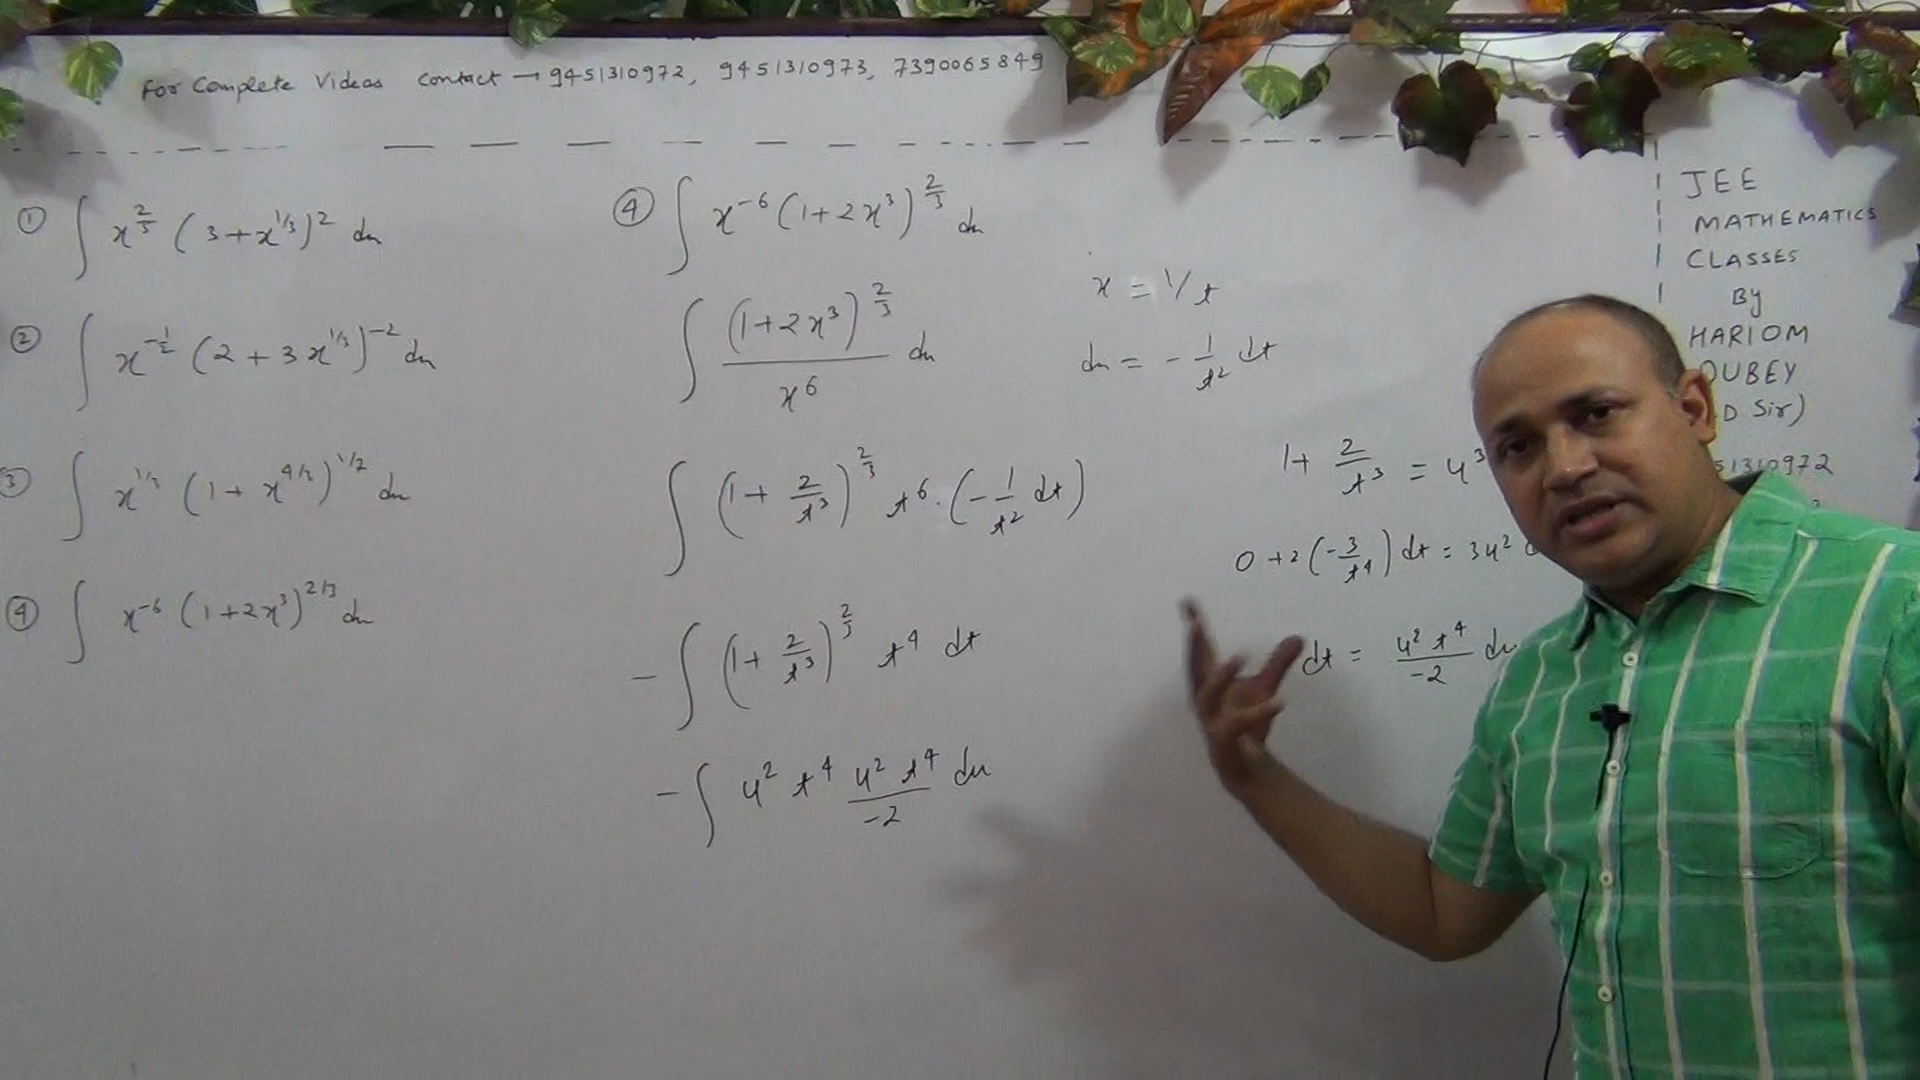 For Complete Videos Contact → 9451310972, 9451310973, 7390065849
① ∫ x^{2/5} (3+x^{1/3})^2 dx
② ∫ x^{-1/2} (2+3x^{1/3})^{-2} dx
③ ∫ x^{1/3} (1+x^{4/3})^{1/7} dx
④ ∫ x^{-6} (1+2x^3)^{2/3} dx
④ ∫ x^{-6} (1+2x^3)^{2/3} dx
∫ (1+2x^3)^{2/3} / x^6 dx
∫ (1+ 2/t^3)^{2/3} t^6 · (-1/t^2 dt)
- ∫ (1+ 2/t^3)^{2/3} t^4 dt
- ∫ u^2 t^4 u^2 t^4 / -2 du
x = 1/t
dx = - 1/t^2 dt
1+ 2/t^3 = u^3
0+2(-3/t^4) dt = 3u^2
dt = u^2 t^4 / -2 du
JEE
MATHEMATICS
CLASSES
By
HARIOM
DUBEY
D Sir)
51310972